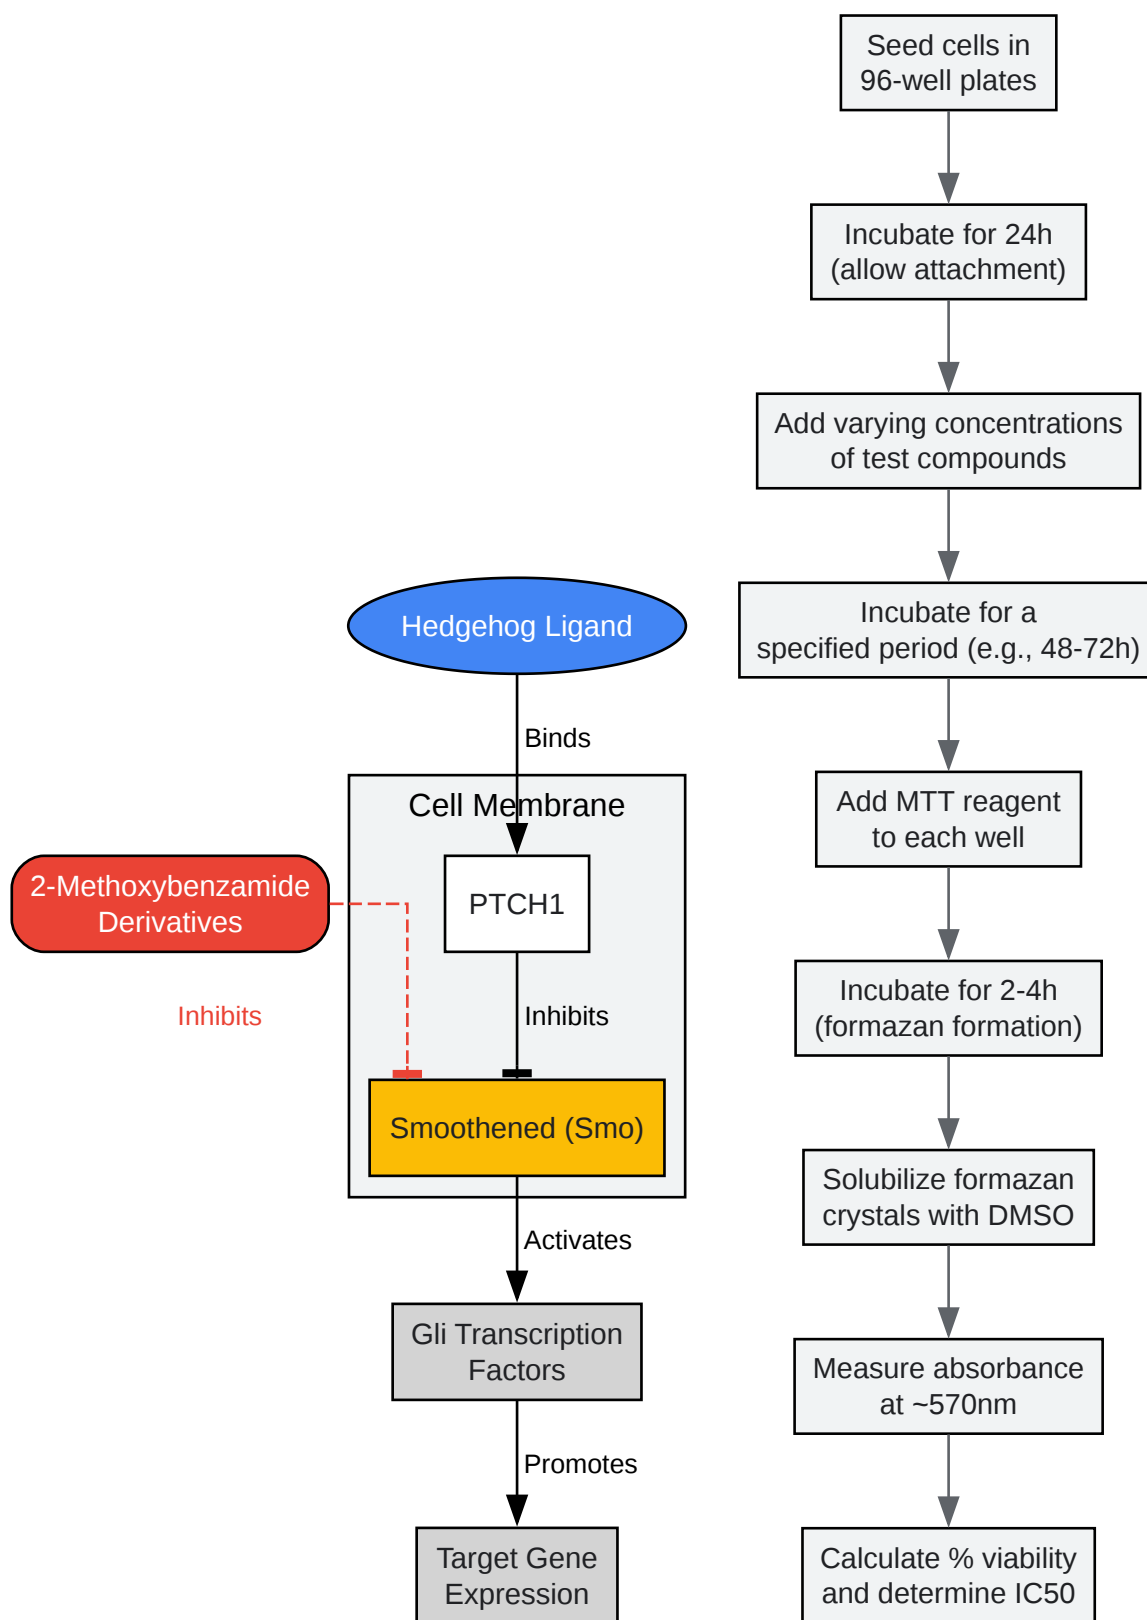 Hedgehog Ligand
Binds
Cell Membrane
PTCH1
2-Methoxybenzamide
Derivatives
Inhibits
Inhibits
Smoothened (Smo)
Activates
Gli Transcription
Factors
Promotes
Target Gene
Expression
Seed cells in
96-well plates
Incubate for 24h
(allow attachment)
Add varying concentrations
of test compounds
Incubate for a
specified period (e.g., 48-72h)
Add MTT reagent
to each well
Incubate for 2-4h
(formazan formation)
Solubilize formazan
crystals with DMSO
Measure absorbance
at ~570nm
Calculate % viability
and determine IC50